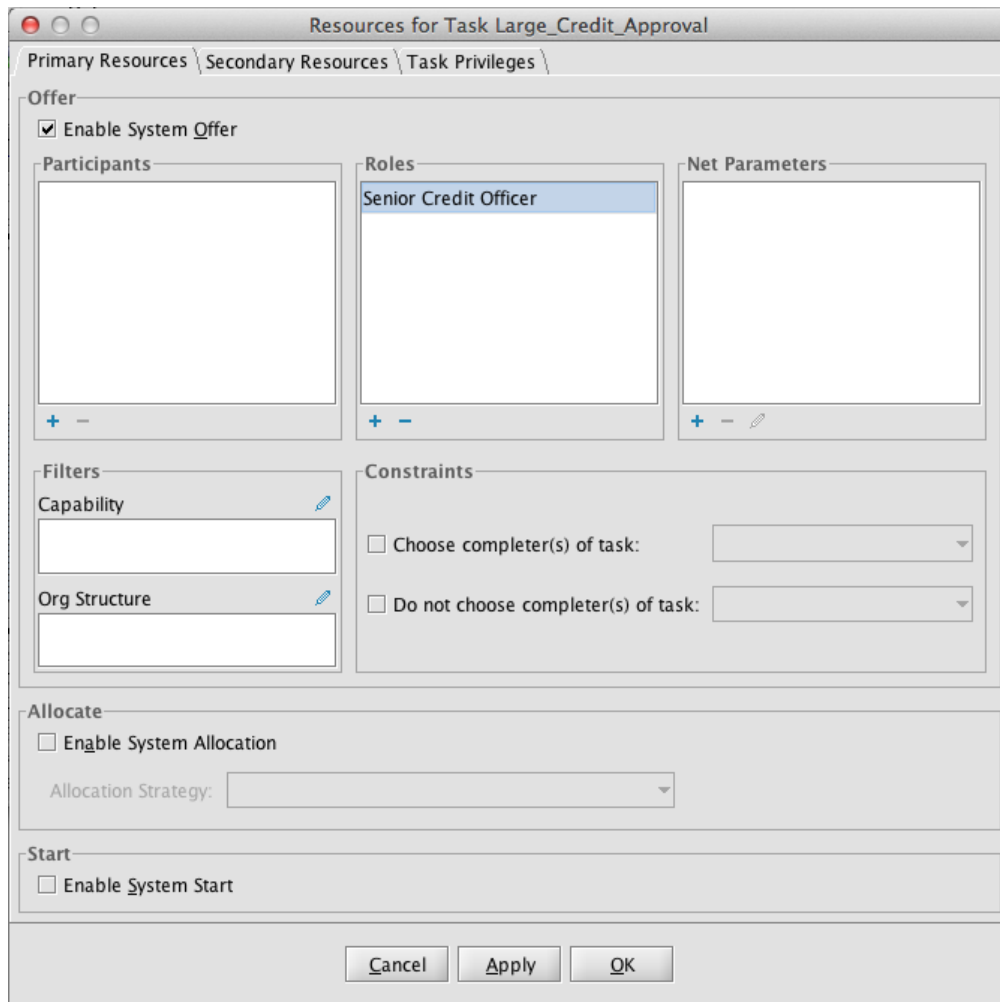 Resources for Task Large_Credit_Approval
Primary Resources Secondary Resources Task Privileges
Offer
Enable System Offer
Participants Roles Net Parameters
Senior Credit Officer
Filters Constraints
Capability
Choose completer(s) of task:
Org Structure
Do not choose completer(s) of task:
Allocate
Enable System Allocation
Allocation Strategy:
Start
Enable System Start
Cancel Apply OK